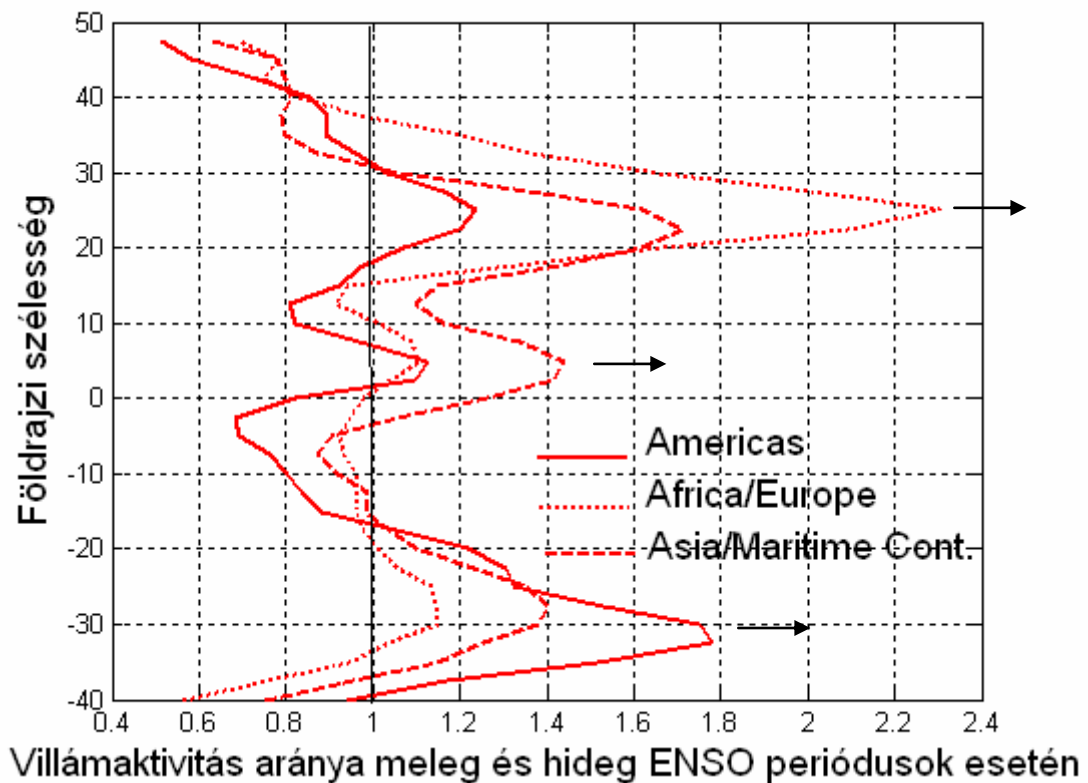 50
40
30
20
10
0
-10
-20
-30
-40
Földrajzi szélesség
Americas
Africa/Europe
Asia/Maritime Cont.
0.4 0.6 0.8 1 1.2 1.4 1.6 1.8 2 2.2 2.4
Villámaktivitás aránya meleg és hideg ENSO periódusok esetén